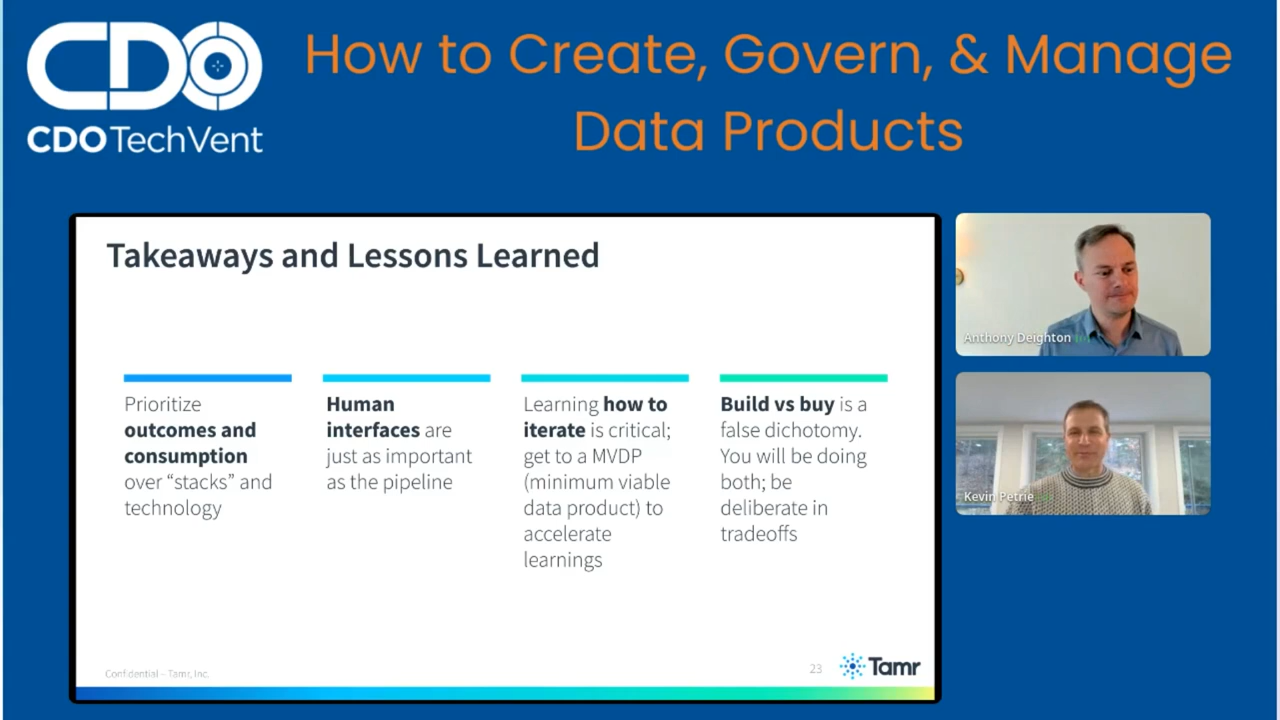 CDO
CDO TechVent
How to Create, Govern, & Manage
Data Products
Takeaways and Lessons Learned
Prioritize
outcomes and
consumption
over “stacks” and
technology
Human
interfaces are
just as important
as the pipeline
Learning how to
iterate is critical;
get to a MVDP
(minimum viable
data product) to
accelerate
learnings
Build vs buy is a
false dichotomy.
You will be doing
both; be
deliberate in
tradeoffs
Confidential – Tamr, Inc.
23
Tamr
Anthony Deighton
Kevin Petrie